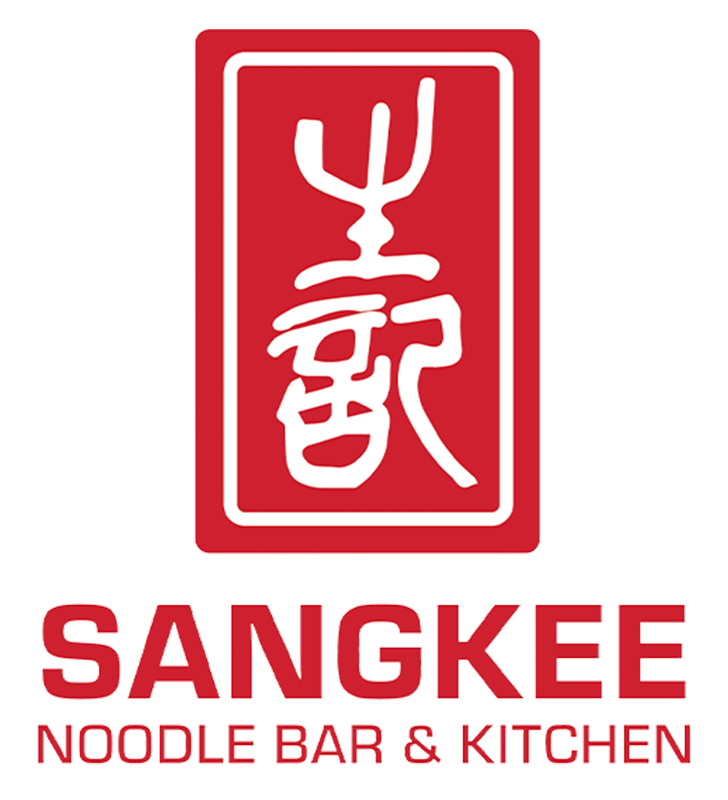 生記
SANGKEE
NOODLE BAR & KITCHEN